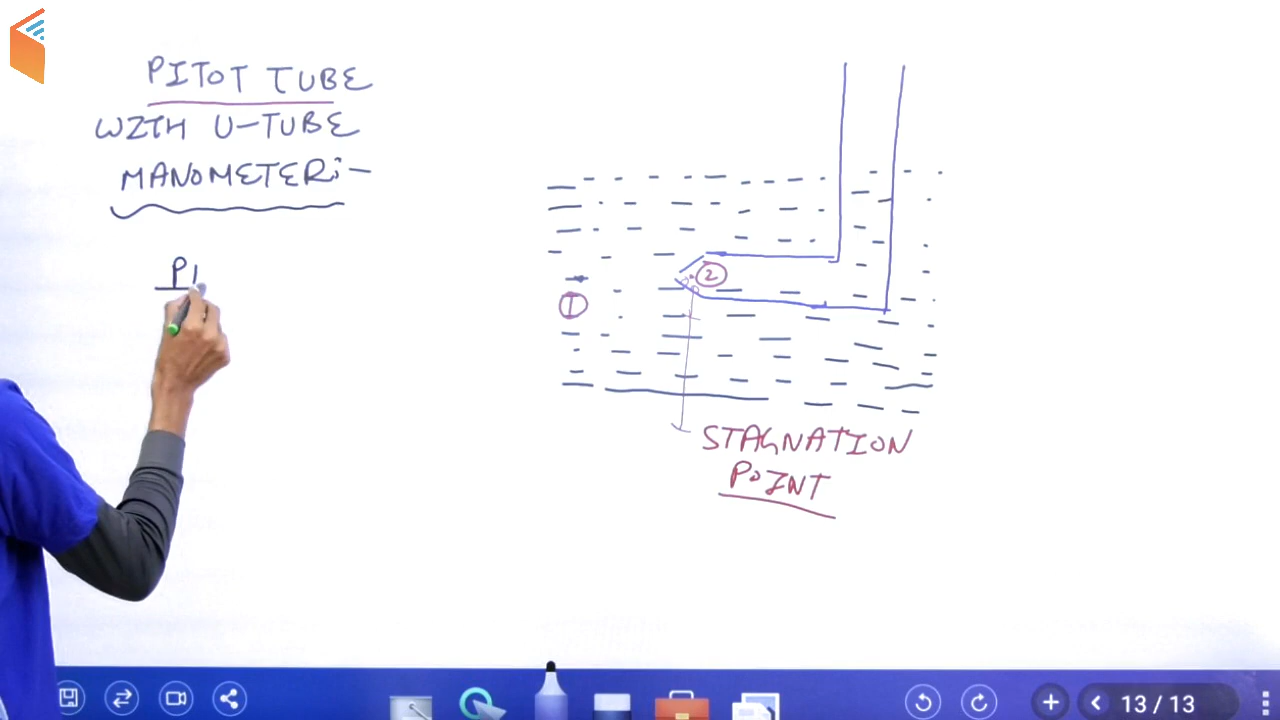 PITOT TUBE
WITH U-TUBE
MANOMETER:-
P1
1
2
STAGNATION
POINT
13 / 13